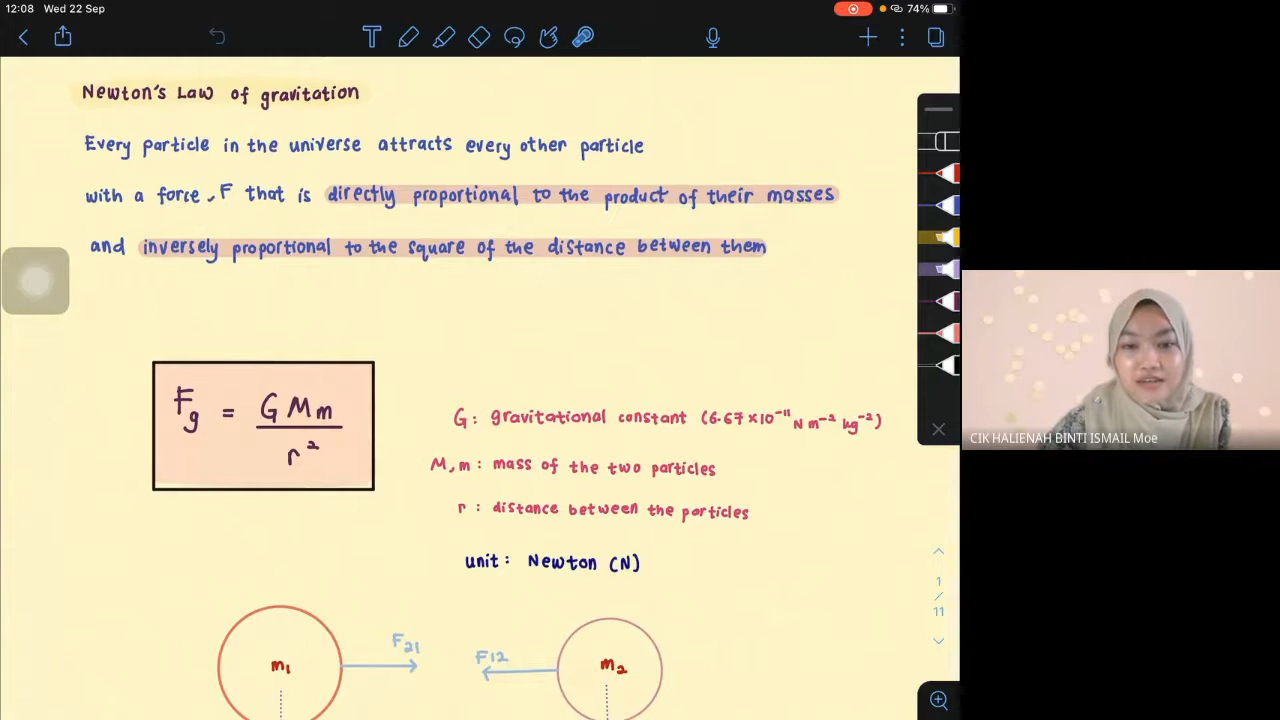 12:08 Wed 22 Sep
74%
Newton's Law of gravitation
Every particle in the universe attracts every other particle
with a force, F that is directly proportional to the product of their masses
and inversely proportional to the square of the distance between them
F_g = GMm / r²
G: gravitational constant (6.67 × 10⁻¹¹ N m⁻² kg⁻²)
M, m: mass of the two particles
r: distance between the particles
unit: Newton (N)
F21
F12
m1
m2
1
/
11
CIK HALIENAH BINTI ISMAIL Moe